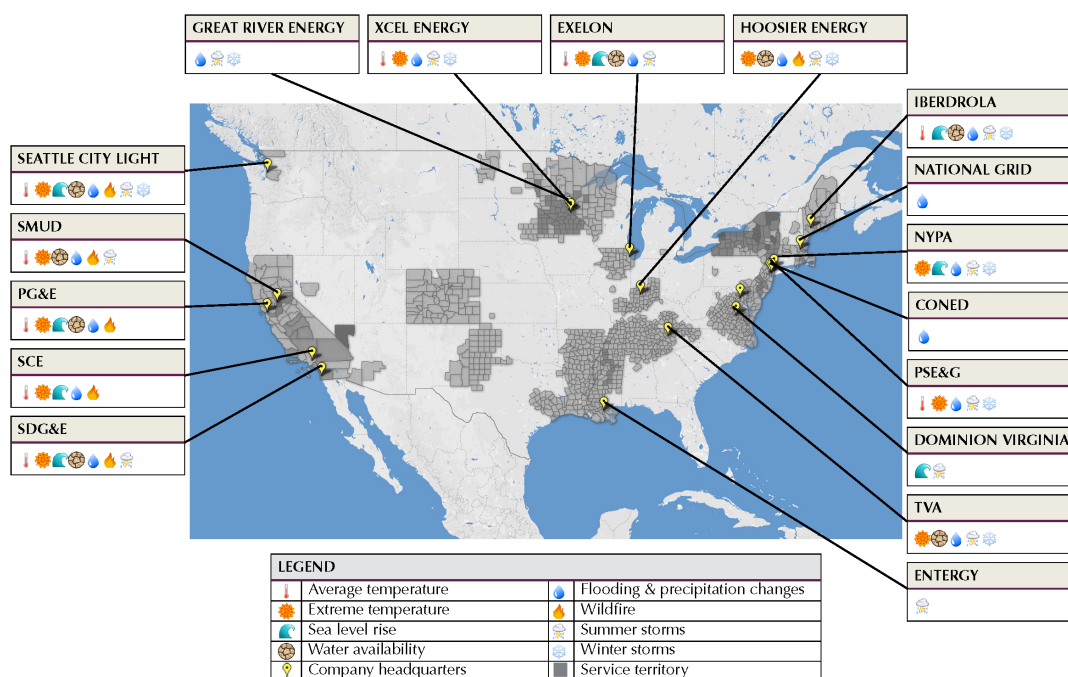 GREAT RIVER ENERGY
XCEL ENERGY
EXELON
HOOSIER ENERGY
IBERDROLA
SEATTLE CITY LIGHT
NATIONAL GRID
SMUD
NYPA
PG&E
CONED
SCE
PSE&G
SDG&E
DOMINION VIRGINIA
TVA
ENTERGY
LEGEND
Average temperature
Flooding & precipitation changes
Extreme temperature
Wildfire
Sea level rise
Summer storms
Water availability
Winter storms
Company headquarters
Service territory